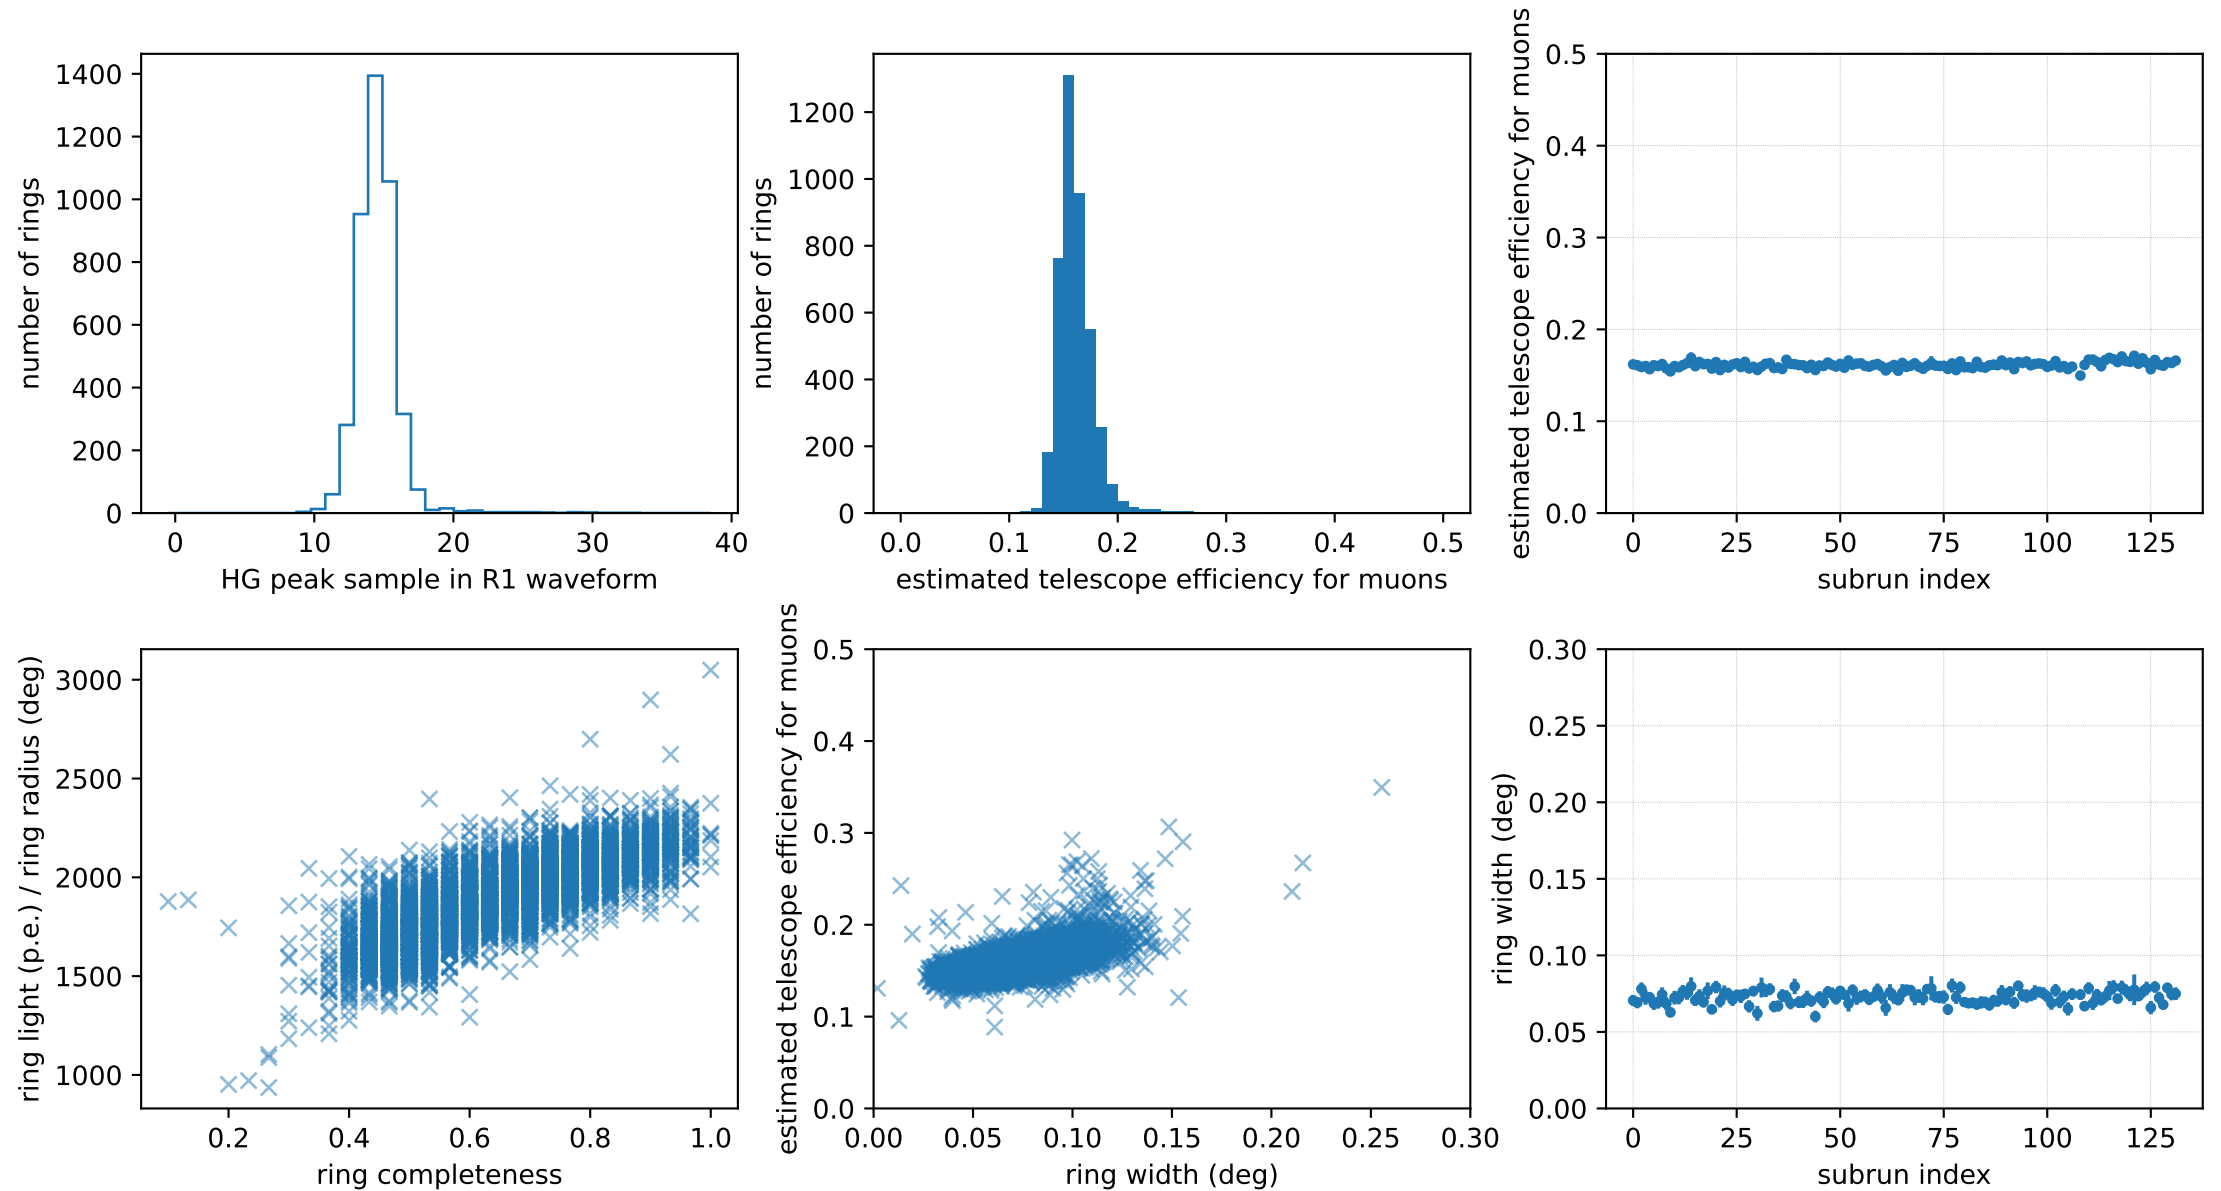 number of rings
1400
1200
1000
800
600
400
200
0
0 10 20 30 40
HG peak sample in R1 waveform
number of rings
1200
1000
800
600
400
200
0
0.0 0.1 0.2 0.3 0.4 0.5
estimated telescope efficiency for muons
estimated telescope efficiency for muons
0.5
0.4
0.3
0.2
0.1
0.0
0 25 50 75 100 125
subrun index
ring light (p.e.) / ring radius (deg)
3000
2500
2000
1500
1000
0.2 0.4 0.6 0.8 1.0
ring completeness
estimated telescope efficiency for muons
0.5
0.4
0.3
0.2
0.1
0.0
0.00 0.05 0.10 0.15 0.20 0.25 0.30
ring width (deg)
ring width (deg)
0.30
0.25
0.20
0.15
0.10
0.05
0.00
0 25 50 75 100 125
subrun index